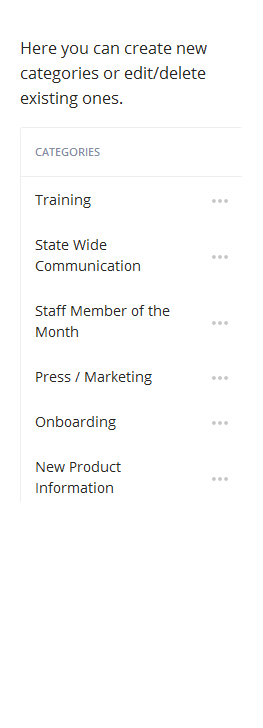 Here you can create new
categories or edit/delete
existing ones.
CATEGORIES
Training
State Wide
Communication
Staff Member of the
Month
Press / Marketing
Onboarding
New Product
Information